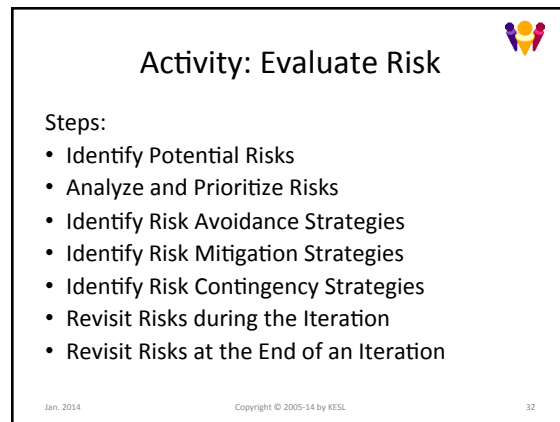 Activity: Evaluate Risk
Steps:
• Identify Potential Risks
• Analyze and Prioritize Risks
• Identify Risk Avoidance Strategies
• Identify Risk Mitigation Strategies
• Identify Risk Contingency Strategies
• Revisit Risks during the Iteration
• Revisit Risks at the End of an Iteration
Jan. 2014 Copyright © 2005-14 by KESL 32